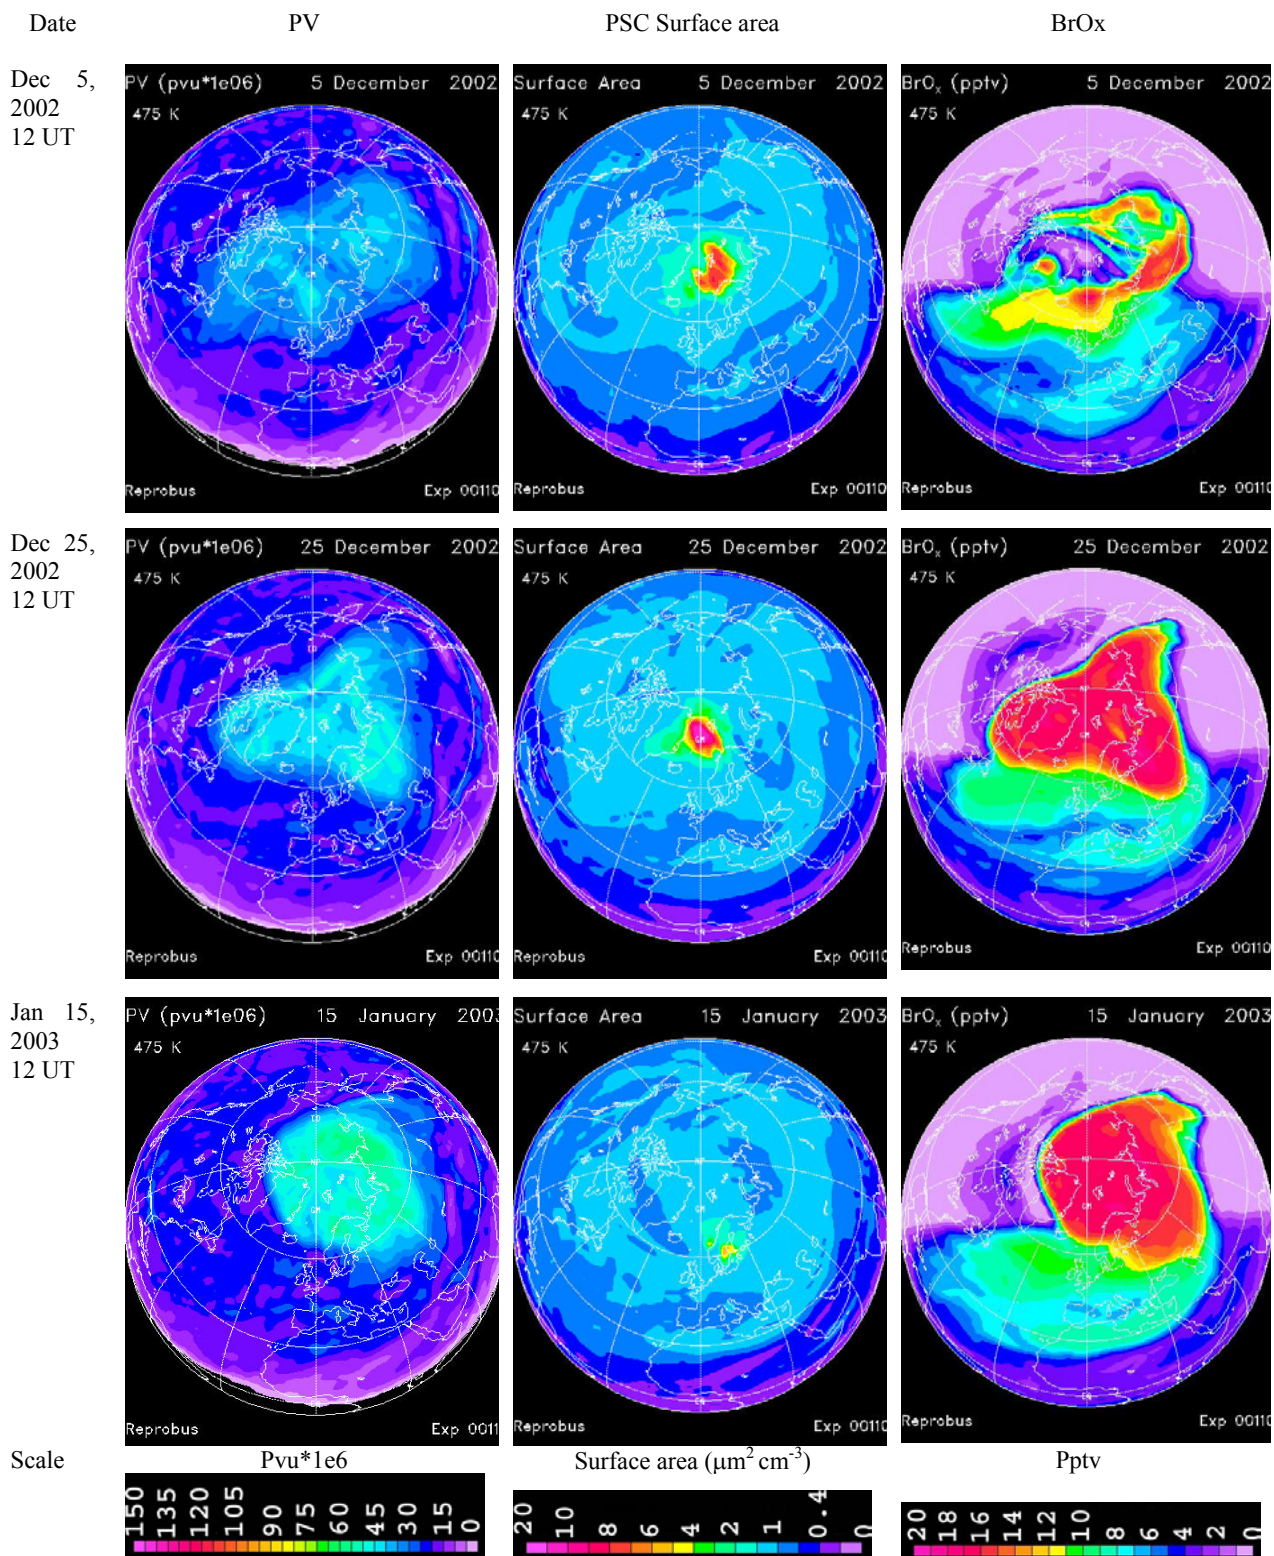 Date PV PSC Surface area BrOx
Dec 5,
2002
12 UT
PV (pvu*1e06) 5 December 2002
475 K
Reprobus Exp 00110
Surface Area 5 December 2002
475 K
Reprobus Exp 00110
BrOx (pptv) 5 December 2002
475 K
Reprobus Exp 00110
Dec 25,
2002
12 UT
PV (pvu*1e06) 25 December 2002
475 K
Reprobus Exp 00110
Surface Area 25 December 2002
475 K
Reprobus Exp 00110
BrOx (pptv) 25 December 2002
475 K
Reprobus Exp 00110
Jan 15,
2003
12 UT
PV (pvu*1e06) 15 January 2003
475 K
Reprobus Exp 0011
Surface Area 15 January 2003
475 K
Reprobus Exp 00110
BrOx (pptv) 15 January 2003
475 K
Reprobus Exp 00110
Scale Pvu*1e6 Surface area (μm² cm⁻³) Pptv
150 135 120 105 90 75 60 45 30 15 0
20 10 8 6 4 2 1 0.4 0
20 18 16 14 12 10 8 6 4 2 0